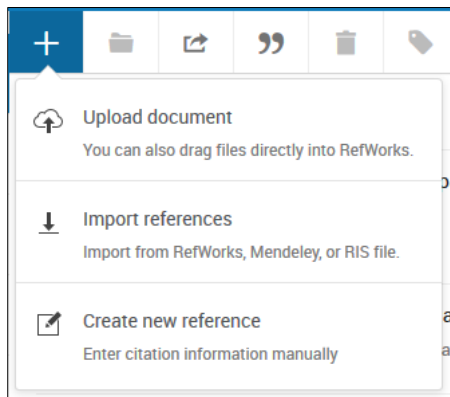 Upload document
You can also drag files directly into RefWorks.
Import references
Import from RefWorks, Mendeley, or RIS file.
Create new reference
Enter citation information manually